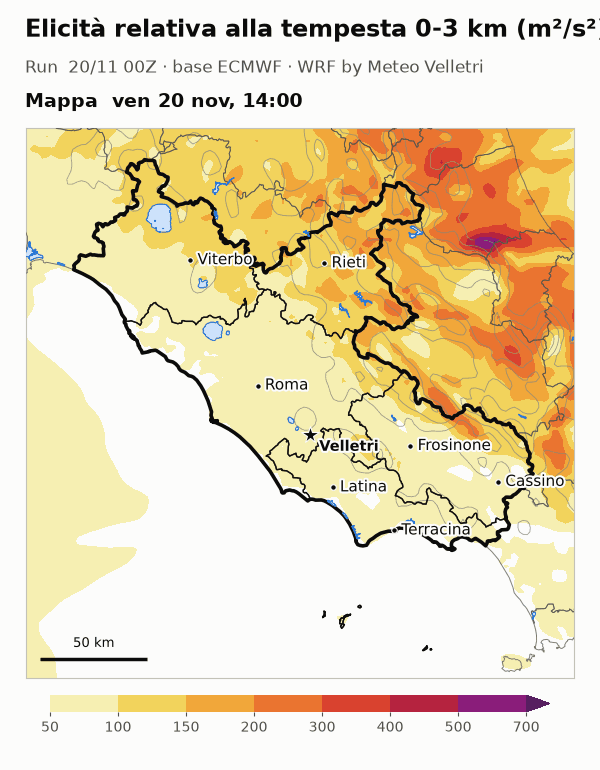 Elicità relativa alla tempesta 0-3 km (m²/s²)
Run  20/11 00Z · base ECMWF · WRF by Meteo Velletri
Mappa  ven 20 nov, 14:00
Viterbo
Rieti
Roma
Velletri
Frosinone
Latina
Cassino
Terracina
50 km
50 100 150 200 300 400 500 700